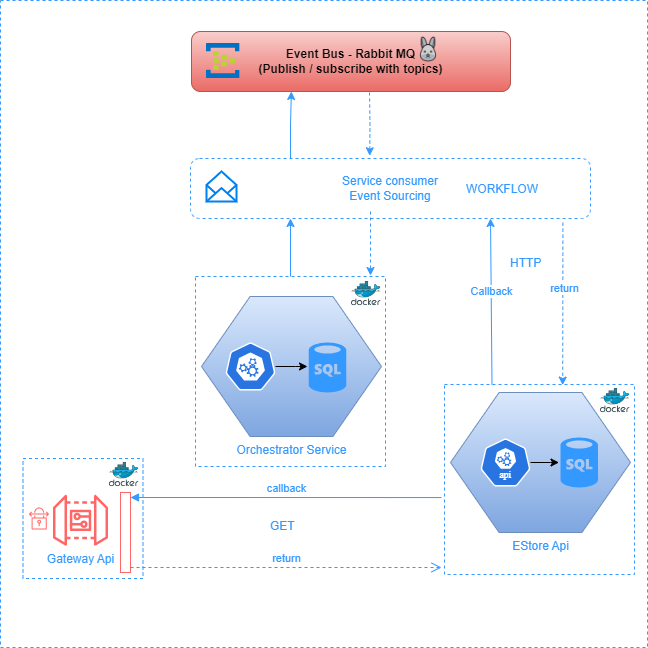 Event Bus - Rabbit MQ
(Publish / subscribe with topics)
Service consumer
Event Sourcing
WORKFLOW
HTTP
Callback
return
docker
SQL
Orchestrator Service
docker
api
SQL
EStore Api
docker
Gateway Api
callback
GET
return